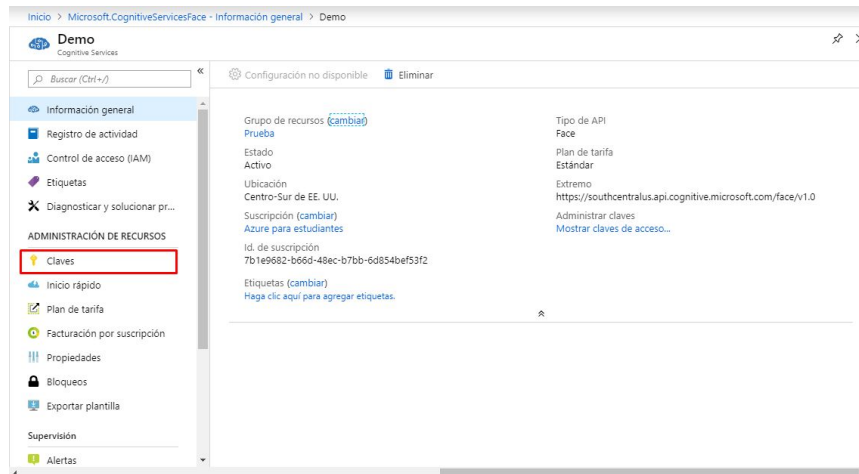 Inicio > Microsoft.CognitiveServicesFace - Información general > Demo
Demo
Cognitive Services
Buscar (Ctrl+/)
Información general
Registro de actividad
Control de acceso (IAM)
Etiquetas
Diagnosticar y solucionar pr...
ADMINISTRACIÓN DE RECURSOS
Claves
Inicio rápido
Plan de tarifa
Facturación por suscripción
Propiedades
Bloqueos
Exportar plantilla
Supervisión
Alertas
Configuración no disponible Eliminar
Grupo de recursos (cambiar)
Prueba
Estado
Activo
Ubicación
Centro-Sur de EE. UU.
Suscripción (cambiar)
Azure para estudiantes
Id. de suscripción
7b1e9682-b66d-48ec-b7bb-6d854bef53f2
Etiquetas (cambiar)
Haga clic aquí para agregar etiquetas.
Tipo de API
Face
Plan de tarifa
Estándar
Extremo
https://southcentralus.api.cognitive.microsoft.com/face/v1.0
Administrar claves
Mostrar claves de acceso...